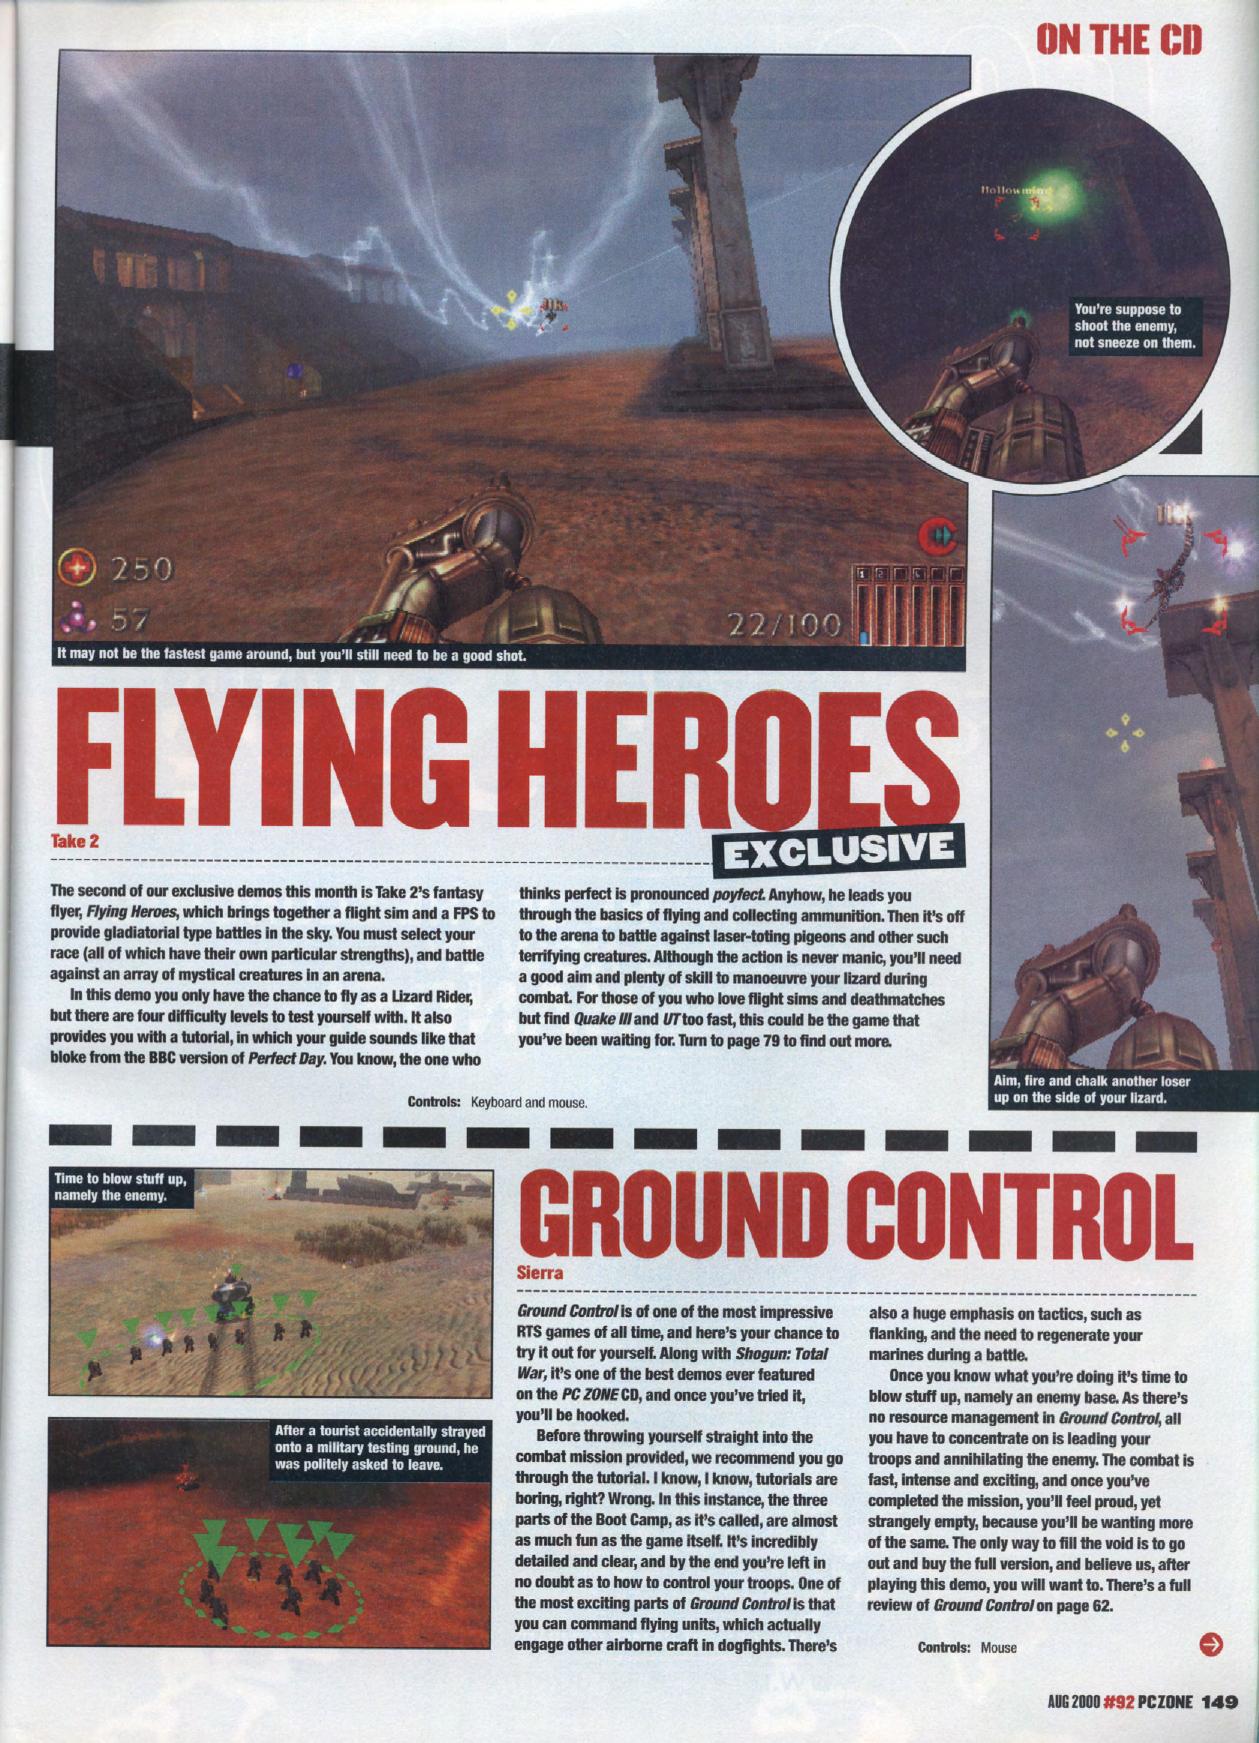 ON THE CD
Hollowmind
You're suppose to
shoot the enemy,
not sneeze on them.
250
57
22/100
1
It may not be the fastest game around, but you'll still need to be a good shot.
FLYING HEROES
Take 2
EXCLUSIVE
The second of our exclusive demos this month is Take 2's fantasy
flyer, Flying Heroes, which brings together a flight sim and a FPS to
provide gladiatorial type battles in the sky. You must select your
race (all of which have their own particular strengths), and battle
against an array of mystical creatures in an arena.
In this demo you only have the chance to fly as a Lizard Rider,
but there are four difficulty levels to test yourself with. It also
provides you with a tutorial, in which your guide sounds like that
bloke from the BBC version of Perfect Day. You know, the one who
thinks perfect is pronounced poyfect. Anyhow, he leads you
through the basics of flying and collecting ammunition. Then it's off
to the arena to battle against laser-toting pigeons and other such
terrifying creatures. Although the action is never manic, you'll need
a good aim and plenty of skill to manoeuvre your lizard during
combat. For those of you who love flight sims and deathmatches
but find Quake III and UT too fast, this could be the game that
you've been waiting for. Turn to page 79 to find out more.
Controls: Keyboard and mouse.
Aim, fire and chalk another loser
up on the side of your lizard.
Time to blow stuff up,
namely the enemy.
After a tourist accidentally strayed
onto a military testing ground, he
was politely asked to leave.
GROUND CONTROL
Sierra
Ground Control is of one of the most impressive
RTS games of all time, and here's your chance to
try it out for yourself. Along with Shogun: Total
War, it's one of the best demos ever featured
on the PC ZONE CD, and once you've tried it,
you'll be hooked.
Before throwing yourself straight into the
combat mission provided, we recommend you go
through the tutorial. I know, I know, tutorials are
boring, right? Wrong. In this instance, the three
parts of the Boot Camp, as it's called, are almost
as much fun as the game itself. It's incredibly
detailed and clear, and by the end you're left in
no doubt as to how to control your troops. One of
the most exciting parts of Ground Control is that
you can command flying units, which actually
engage other airborne craft in dogfights. There's
also a huge emphasis on tactics, such as
flanking, and the need to regenerate your
marines during a battle.
Once you know what you're doing it's time to
blow stuff up, namely an enemy base. As there's
no resource management in Ground Control, all
you have to concentrate on is leading your
troops and annihilating the enemy. The combat is
fast, intense and exciting, and once you've
completed the mission, you'll feel proud, yet
strangely empty, because you'll be wanting more
of the same. The only way to fill the void is to go
out and buy the full version, and believe us, after
playing this demo, you will want to. There's a full
review of Ground Control on page 62.
Controls: Mouse
AUG 2000 #92 PCZONE 149